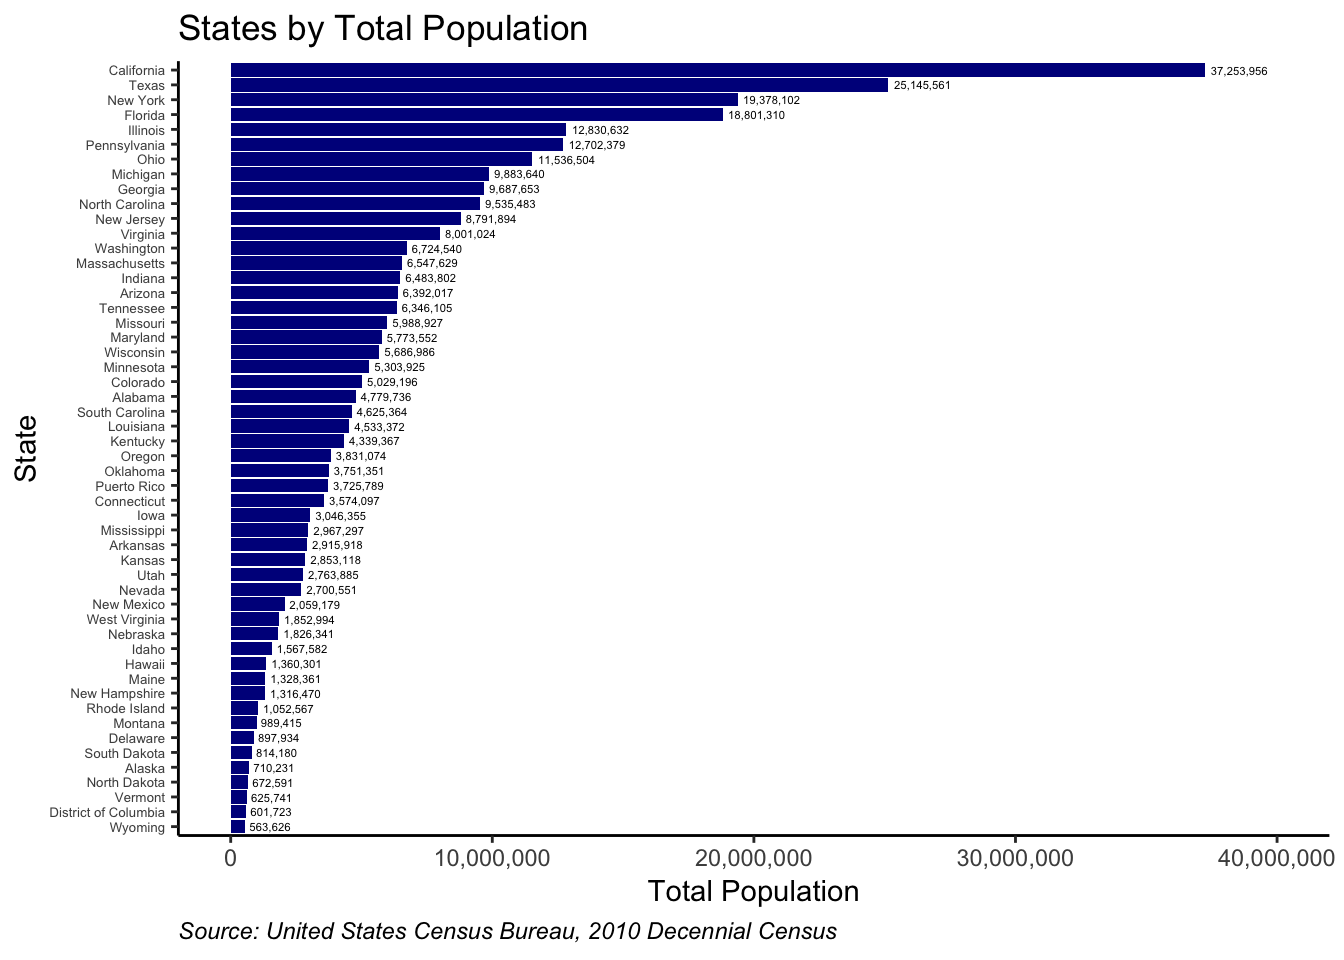 States by Total Population
California 37,253,956
Texas 25,145,561
New York 19,378,102
Florida 18,801,310
Illinois 12,830,632
Pennsylvania 12,702,379
Ohio 11,536,504
Michigan 9,883,640
Georgia 9,687,653
North Carolina 9,535,483
New Jersey 8,791,894
Virginia 8,001,024
Washington 6,724,540
Massachusetts 6,547,629
Indiana 6,483,802
Arizona 6,392,017
Tennessee 6,346,105
Missouri 5,988,927
Maryland 5,773,552
Wisconsin 5,686,986
Minnesota 5,303,925
Colorado 5,029,196
Alabama 4,779,736
South Carolina 4,625,364
Louisiana 4,533,372
Kentucky 4,339,367
Oregon 3,831,074
Oklahoma 3,751,351
Puerto Rico 3,725,789
Connecticut 3,574,097
Iowa 3,046,355
Mississippi 2,967,297
Arkansas 2,915,918
Kansas 2,853,118
Utah 2,763,885
Nevada 2,700,551
New Mexico 2,059,179
West Virginia 1,852,994
Nebraska 1,826,341
Idaho 1,567,582
Hawaii 1,360,301
Maine 1,328,361
New Hampshire 1,316,470
Rhode Island 1,052,567
Montana 989,415
Delaware 897,934
South Dakota 814,180
Alaska 710,231
North Dakota 672,591
Vermont 625,741
District of Columbia 601,723
Wyoming 563,626
State
0 10,000,000 20,000,000 30,000,000 40,000,000
Total Population
Source: United States Census Bureau, 2010 Decennial Census